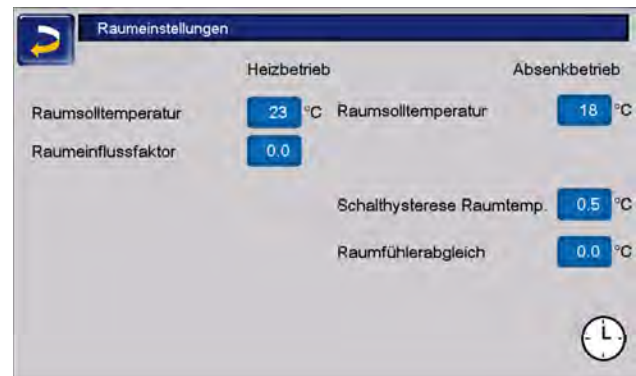 Raumeinstellungen
Heizbetrieb Absenkbetrieb
Raumsolltemperatur 23 °C Raumsolltemperatur 18 °C
Raumeinflussfaktor 0.0
Schalthysterese Raumtemp. 0.5 °C
Raumfühlerabgleich 0.0 °C